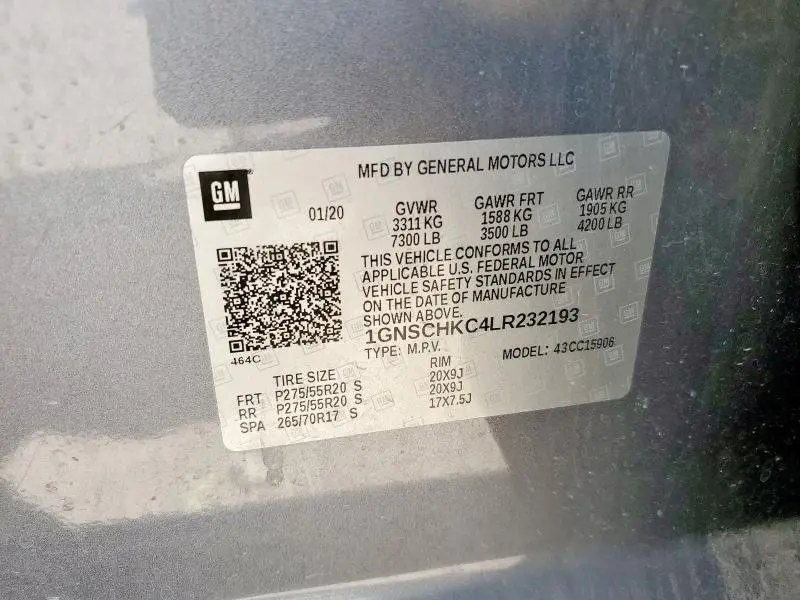 GM
MFD BY GENERAL MOTORS LLC
01/20
GVWR GAWR FRT GAWR RR
3311 KG 1588 KG 1905 KG
7300 LB 3500 LB 4200 LB
THIS VEHICLE CONFORMS TO ALL
APPLICABLE U.S. FEDERAL MOTOR
VEHICLE SAFETY STANDARDS IN EFFECT
ON THE DATE OF MANUFACTURE
SHOWN ABOVE.
1GNSCHKC4LR232193
464C
TYPE: M.P.V. MODEL: 43CC15906
TIRE SIZE RIM
FRT P275/55R20 S 20X9J
RR P275/55R20 S 20X9J
SPA 265/70R17 S 17X7.5J